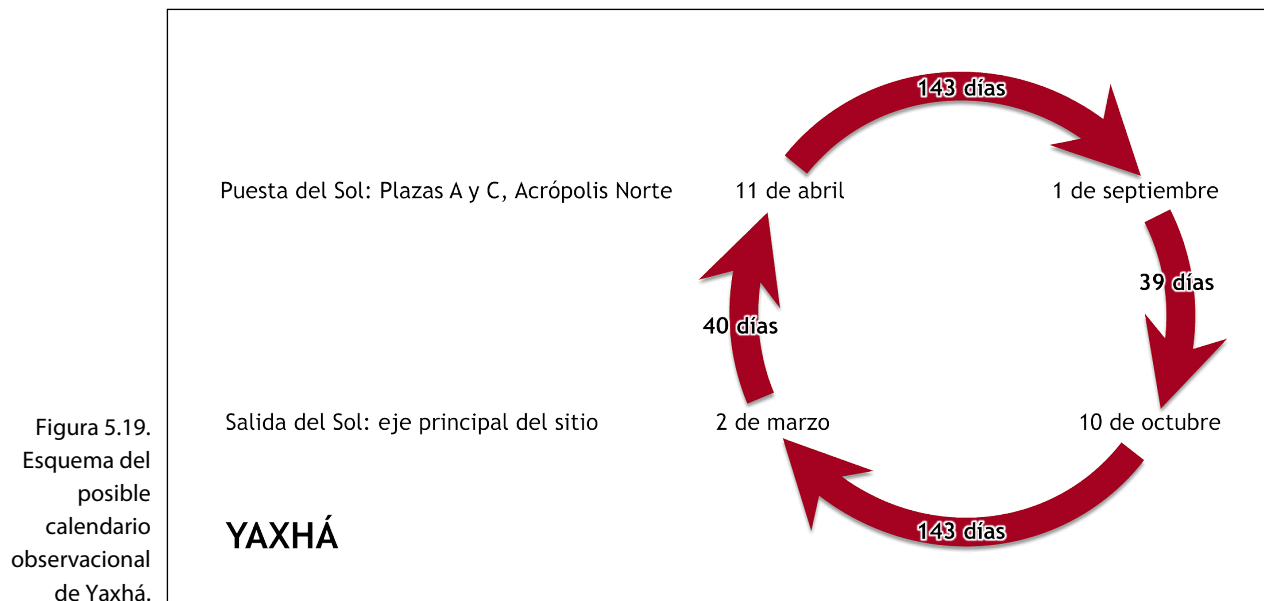 143 días
Puesta del Sol: Plazas A y C, Acrópolis Norte
11 de abril
1 de septiembre
39 días
40 días
Salida del Sol: eje principal del sitio
2 de marzo
10 de octubre
143 días
YAXHÁ
Figura 5.19.
Esquema del
posible
calendario
observacional
de Yaxhá.